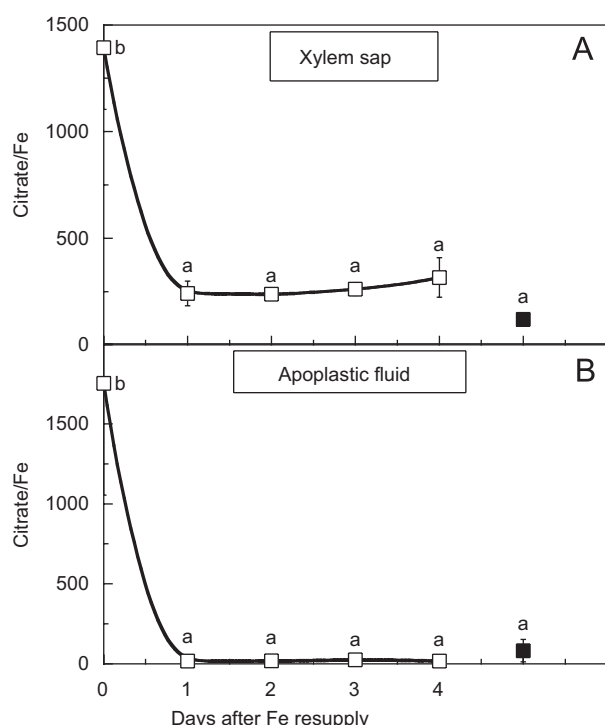 1500
A
Xylem sap
b
1000
Citrate/Fe
500
a
a
a
a
a
0
B
Apoplastic fluid
b
1500
1000
Citrate/Fe
500
a
a
a
a
a
0
0 1 2 3 4
Days after Fe resupply